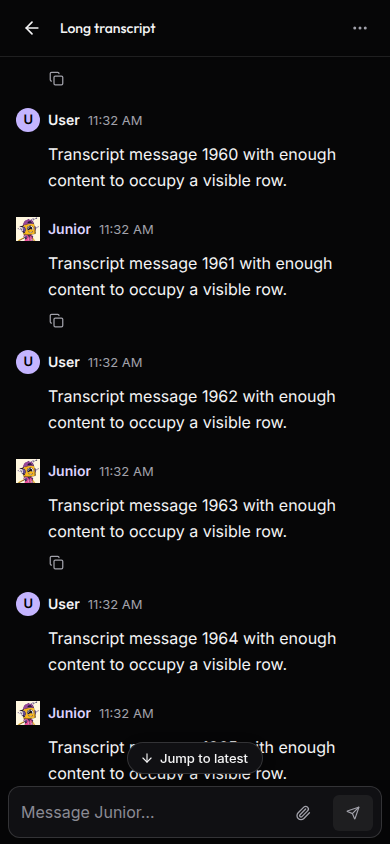 Long transcript
U User 11:32 AM
Transcript message 1960 with enough
content to occupy a visible row.
Junior 11:32 AM
Transcript message 1961 with enough
content to occupy a visible row.
U User 11:32 AM
Transcript message 1962 with enough
content to occupy a visible row.
Junior 11:32 AM
Transcript message 1963 with enough
content to occupy a visible row.
U User 11:32 AM
Transcript message 1964 with enough
content to occupy a visible row.
Junior 11:32 AM
Transcript with enough
Jump to latest
content to occupy a visible row.
Message Junior...